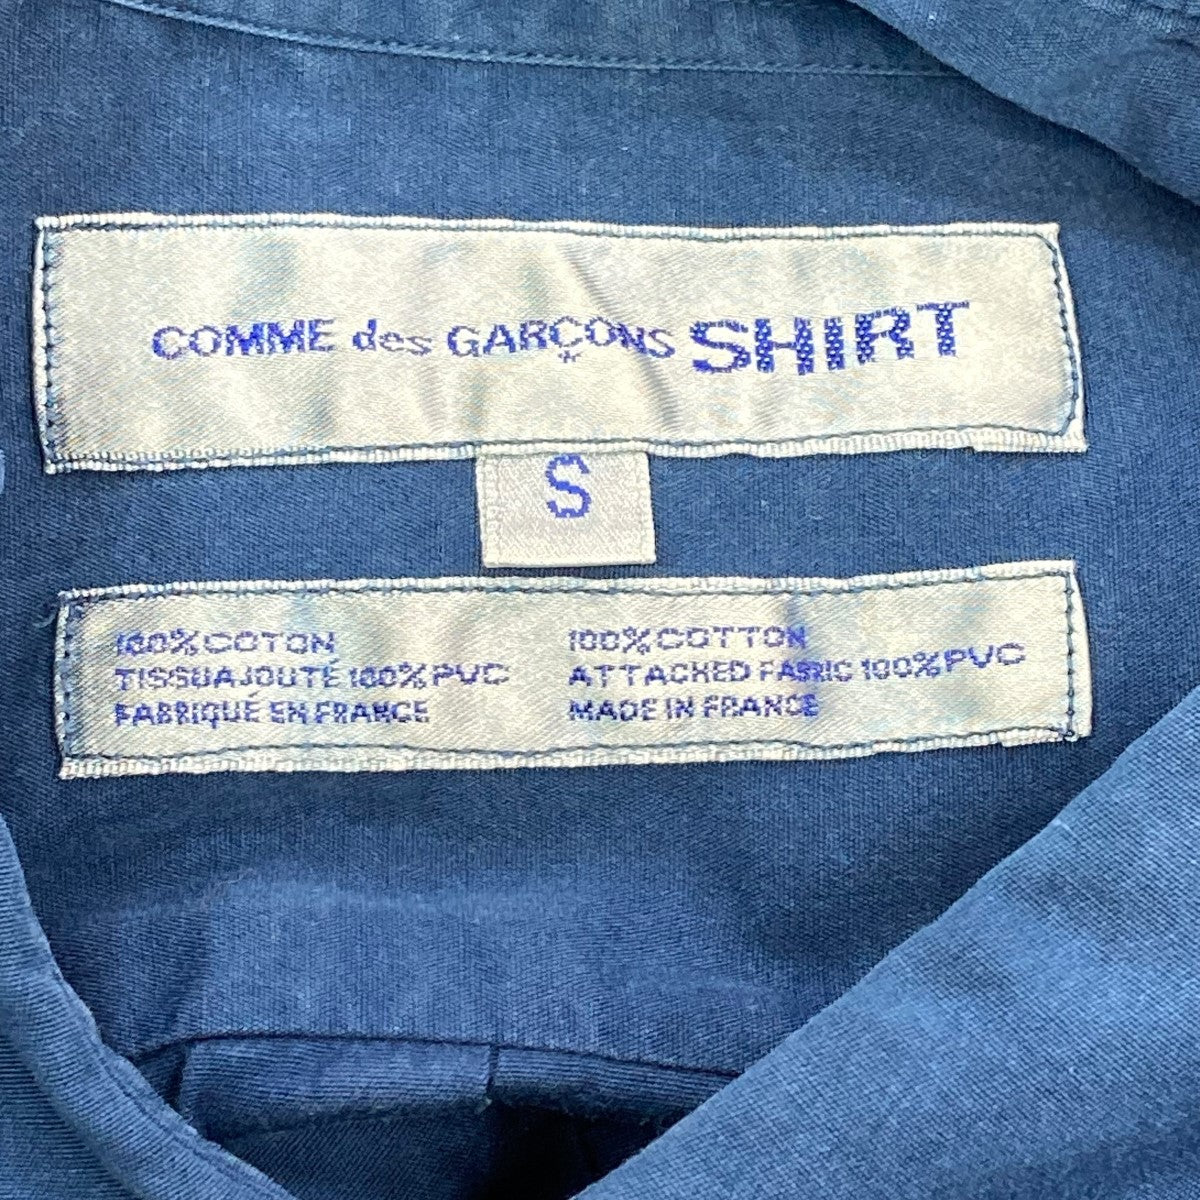 COMME des GARÇONS SHIRT
S
100% COTON
TISSU AJOUTÉ 100% PVC
FABRIQUÉ EN FRANCE
100% COTTON
ATTACHED FABRIC 100% PVC
MADE IN FRANCE